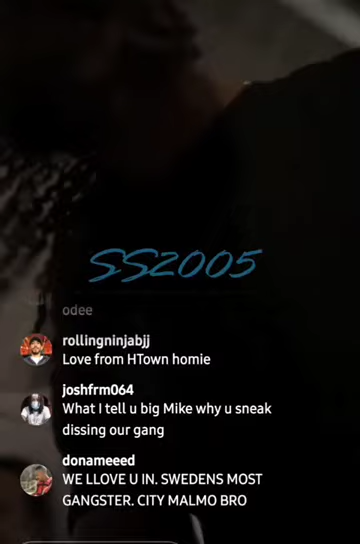 SS2005
odee
rollingninjabjj
Love from HTown homie
joshfrm064
What I tell u big Mike why u sneak
dissing our gang
donameeed
WE LLOVE U IN. SWEDENS MOST
GANGSTER. CITY MALMO BRO